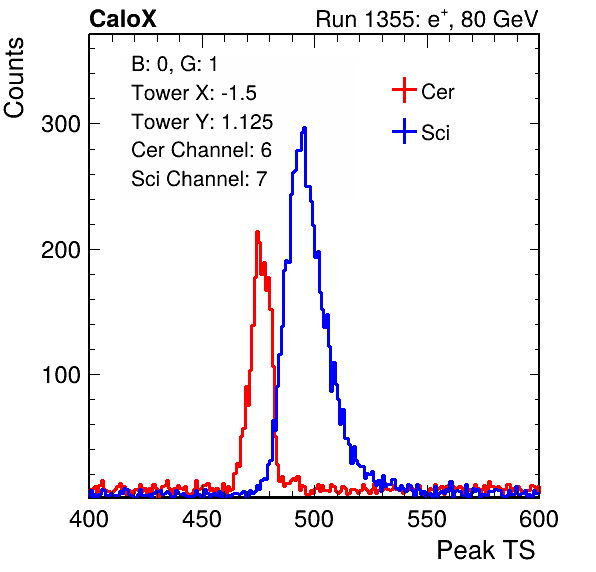 CaloX Run 1355: e⁺, 80 GeV
Counts
B: 0, G: 1
Tower X: -1.5
Tower Y: 1.125
Cer Channel: 6
Sci Channel: 7
Cer
Sci
300
200
100
400 450 500 550 600
Peak TS